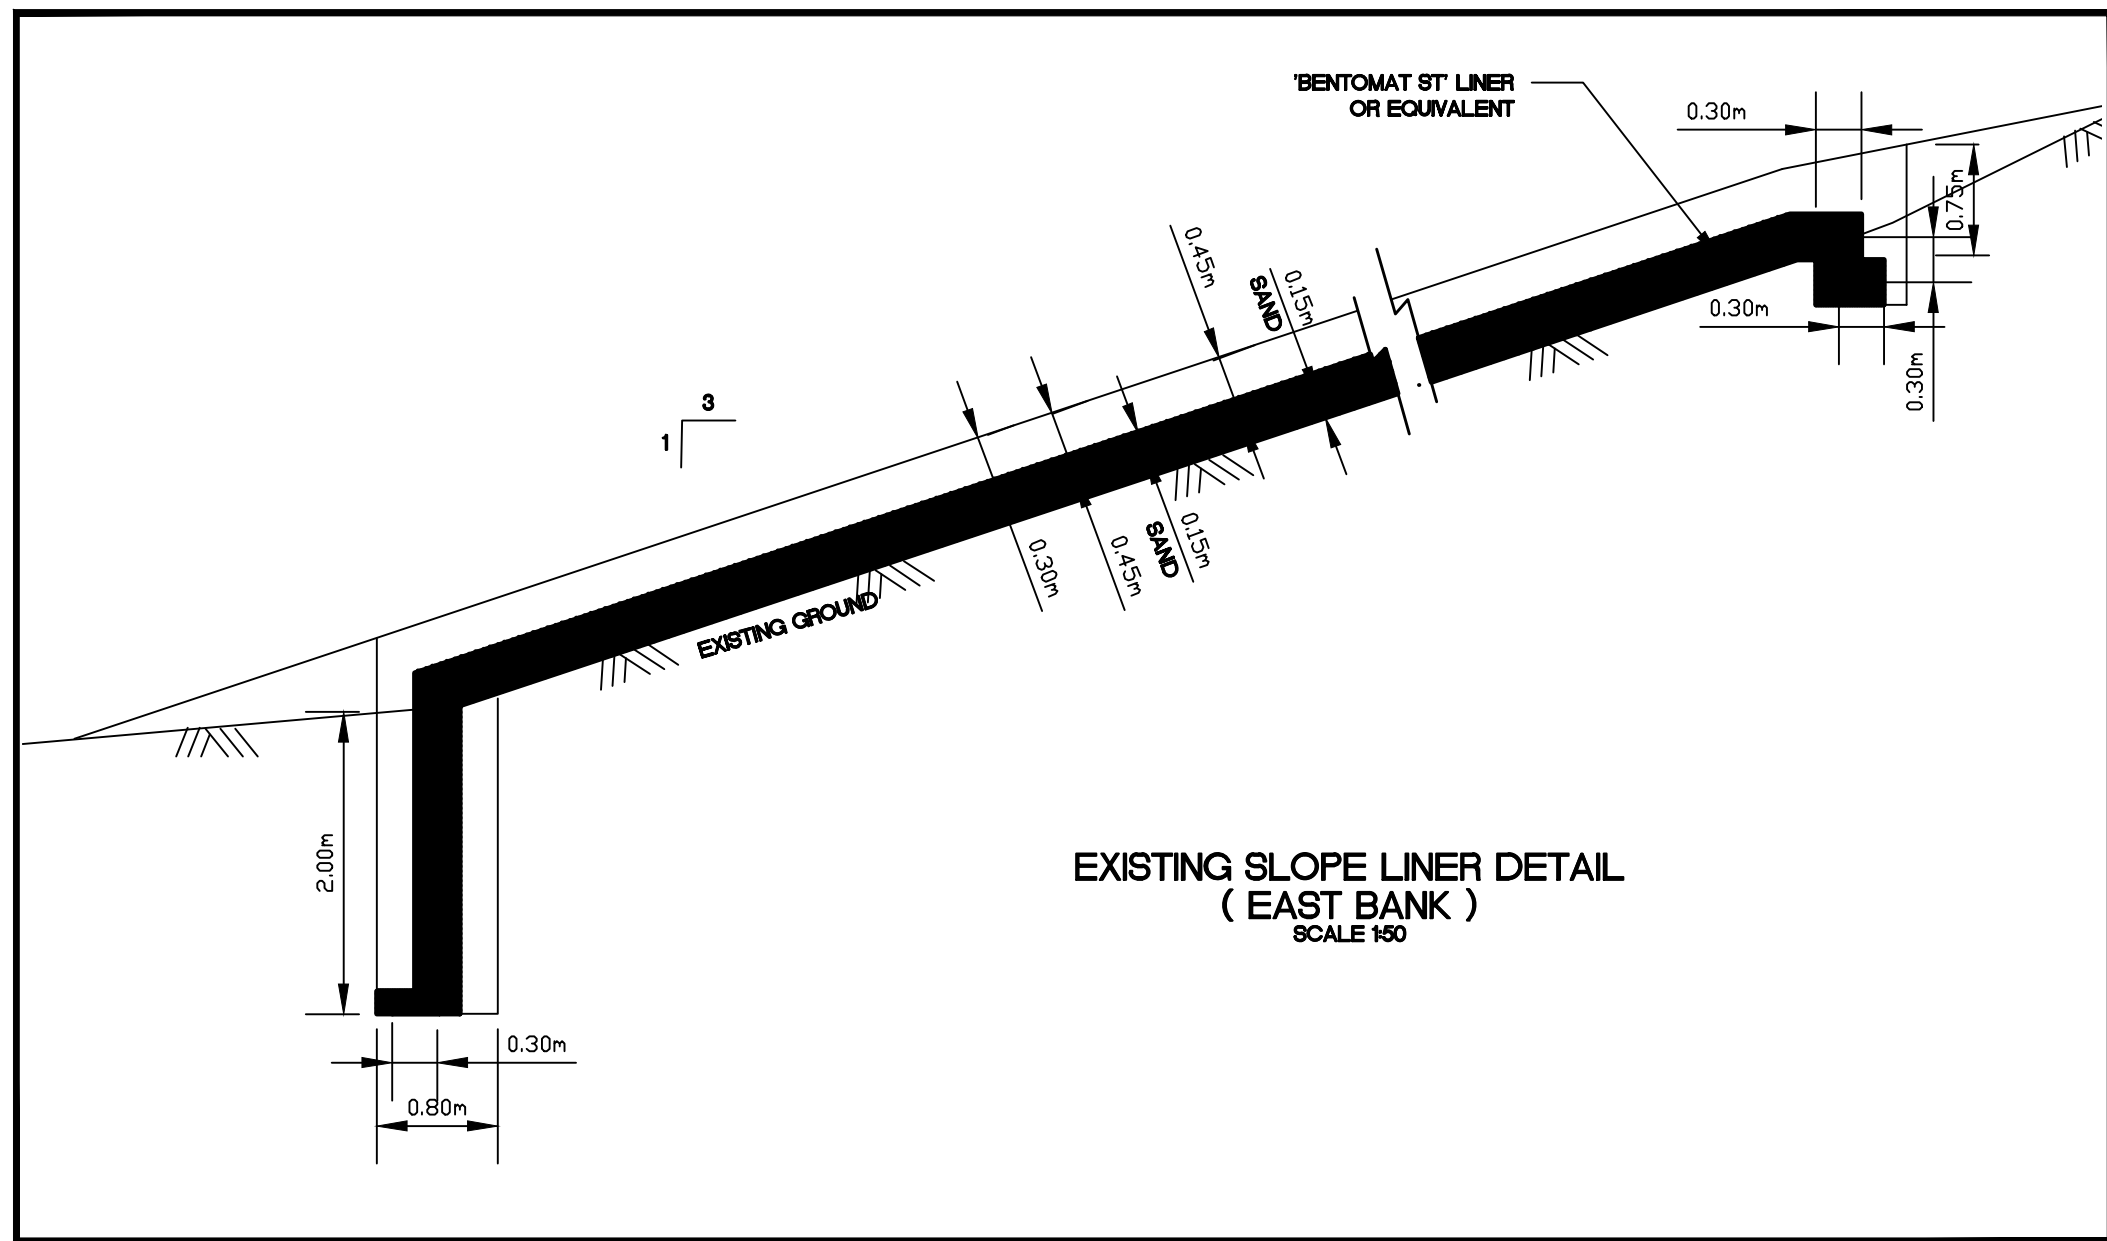 'BENTOMAT ST' LINER
OR EQUIVALENT
0.30m
0.75m
0.45m
SAND
0.15m
0.30m
0.30m
3
1
0.30m
0.45m
SAND
0.15m
EXISTING GROUND
2.00m
EXISTING SLOPE LINER DETAIL
( EAST BANK )
SCALE 1:50
0.30m
0.80m